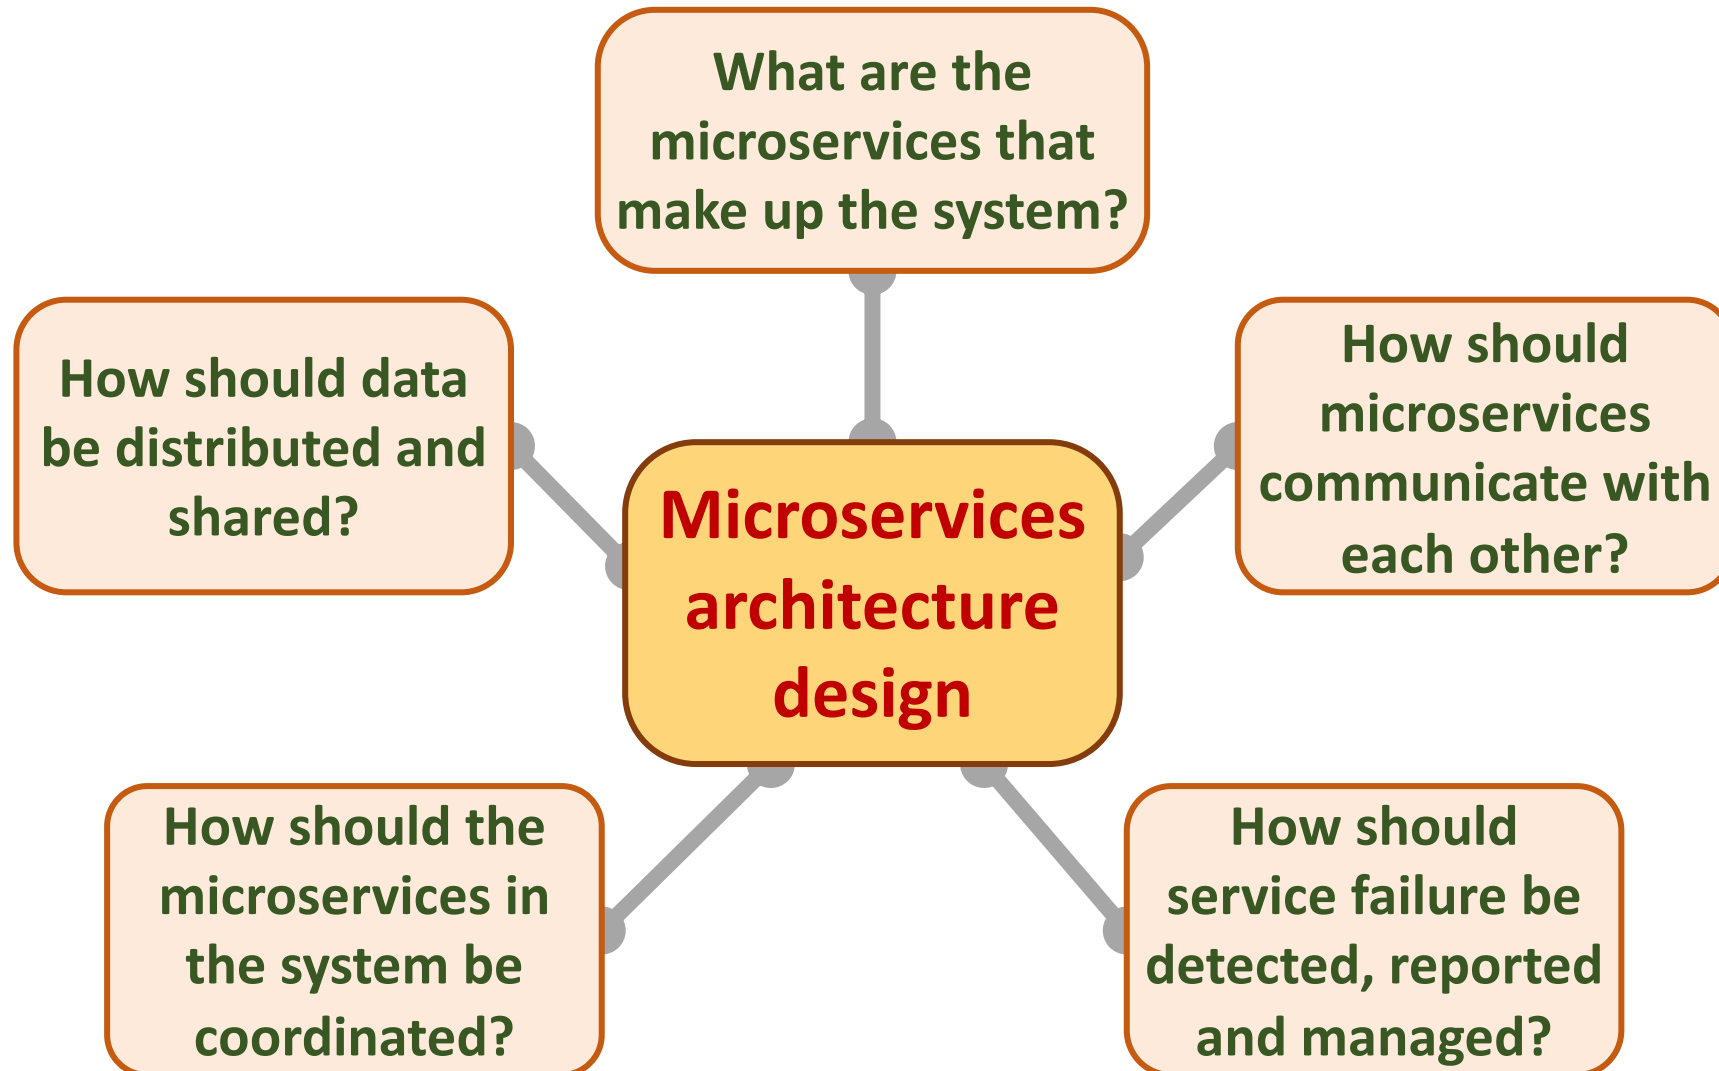 What are the
microservices that
make up the system?
How should data
be distributed and
shared?
How should
microservices
communicate with
each other?
Microservices
architecture
design
How should the
microservices in
the system be
coordinated?
How should
service failure be
detected, reported
and managed?